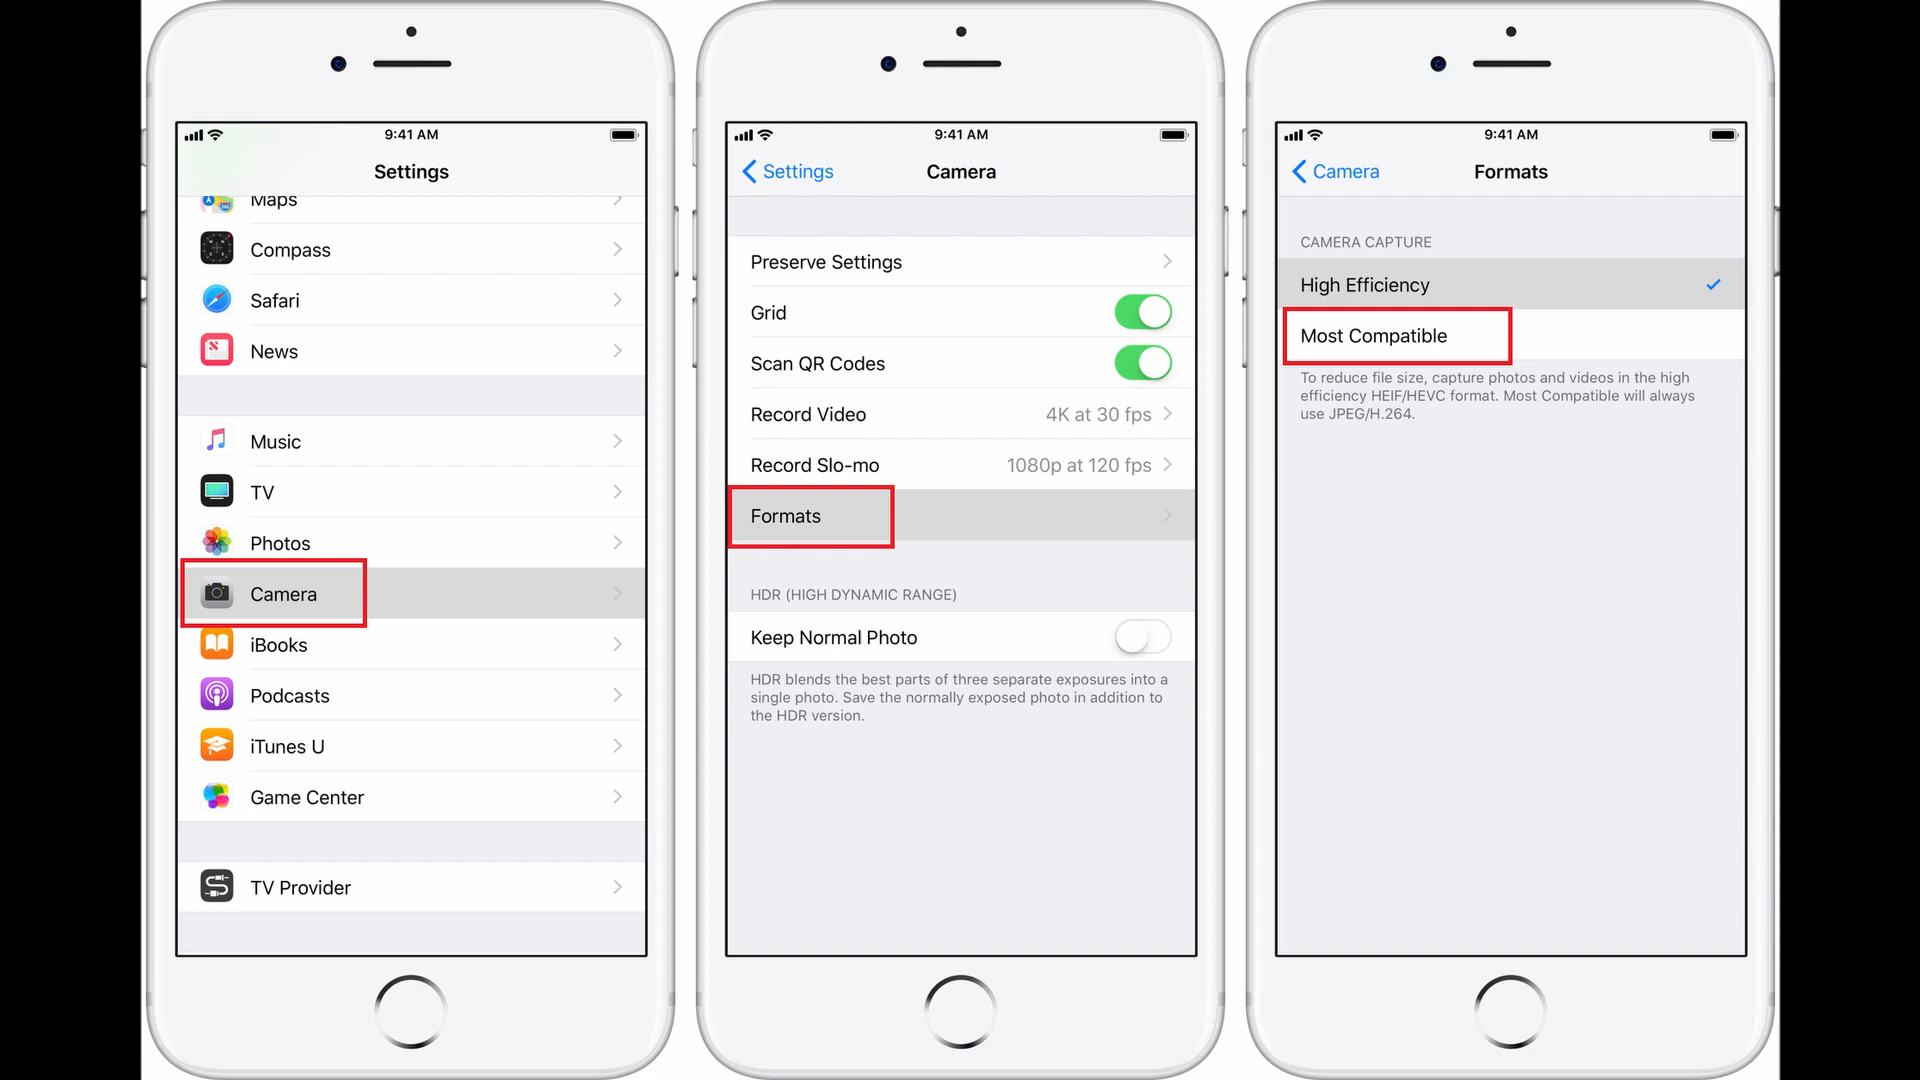 9:41 AM
Settings
Maps
Compass
Safari
News
Music
TV
Photos
Camera
iBooks
Podcasts
iTunes U
Game Center
TV Provider
9:41 AM
Settings
Camera
Preserve Settings
Grid
Scan QR Codes
Record Video 4K at 30 fps
Record Slo-mo 1080p at 120 fps
Formats
HDR (HIGH DYNAMIC RANGE)
Keep Normal Photo
HDR blends the best parts of three separate exposures into a
single photo. Save the normally exposed photo in addition to
the HDR version.
9:41 AM
Camera
Formats
CAMERA CAPTURE
High Efficiency
Most Compatible
To reduce file size, capture photos and videos in the high
efficiency HEIF/HEVC format. Most Compatible will always
use JPEG/H.264.